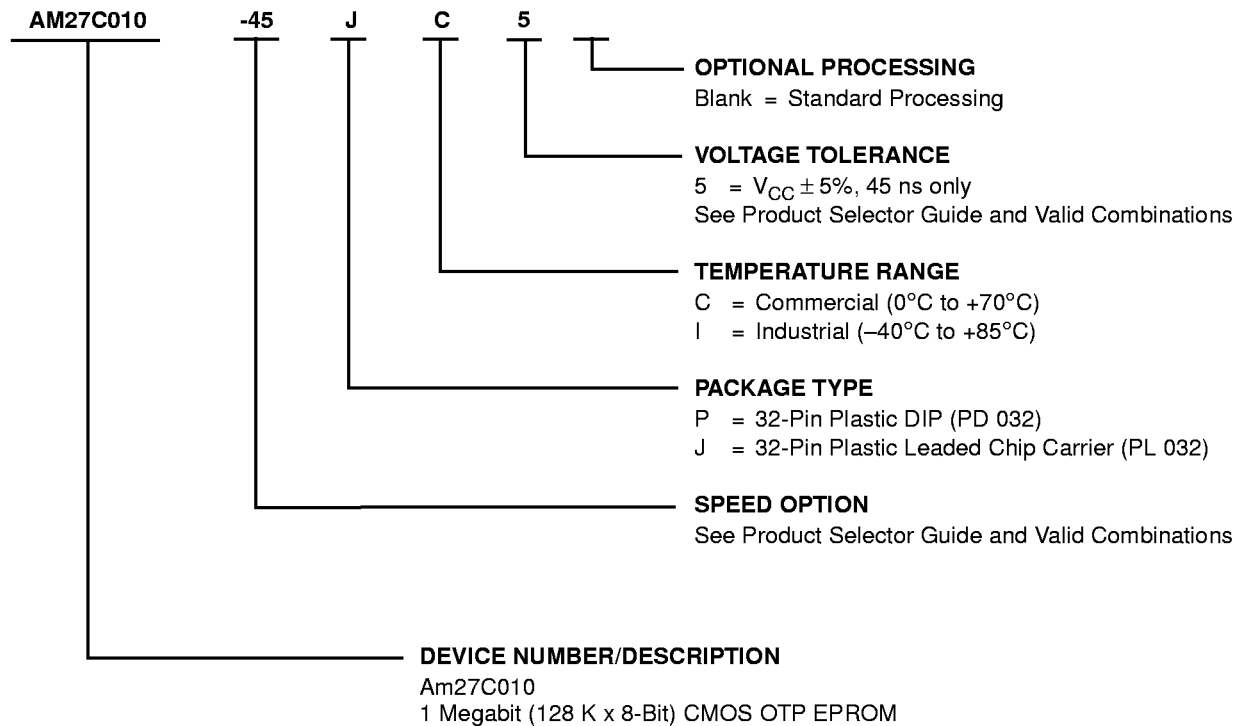 AM27C010 -45 J C 5
OPTIONAL PROCESSING
Blank = Standard Processing
VOLTAGE TOLERANCE
5 = VCC ± 5%, 45 ns only
See Product Selector Guide and Valid Combinations
TEMPERATURE RANGE
C = Commercial (0°C to +70°C)
I = Industrial (–40°C to +85°C)
PACKAGE TYPE
P = 32-Pin Plastic DIP (PD 032)
J = 32-Pin Plastic Leaded Chip Carrier (PL 032)
SPEED OPTION
See Product Selector Guide and Valid Combinations
DEVICE NUMBER/DESCRIPTION
Am27C010
1 Megabit (128 K x 8-Bit) CMOS OTP EPROM